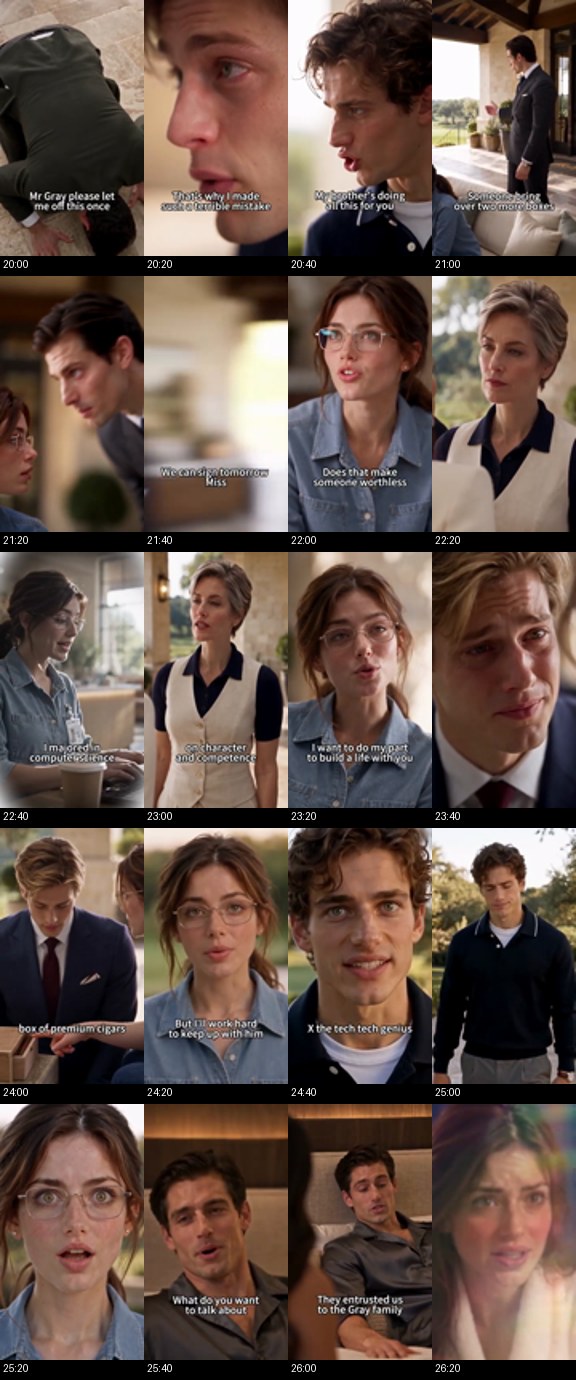 Mr Gray please let
me off this once
That's why I made
such a terrible mistake
My brother's doing
all this for you
Someone bring
over two more boxes
20:00
20:20
20:40
21:00
We can sign tomorrow
Miss
Does that make
someone worthless
21:20
21:40
22:00
22:20
I majored in
computer science
on character
and competence
I want to do my part
to build a life with you
22:40
23:00
23:20
23:40
box of premium cigars
But I'll work hard
to keep up with him
X the tech tech genius
24:00
24:20
24:40
25:00
What do you want
to talk about
They entrusted us
to the Gray family
25:20
25:40
26:00
26:20